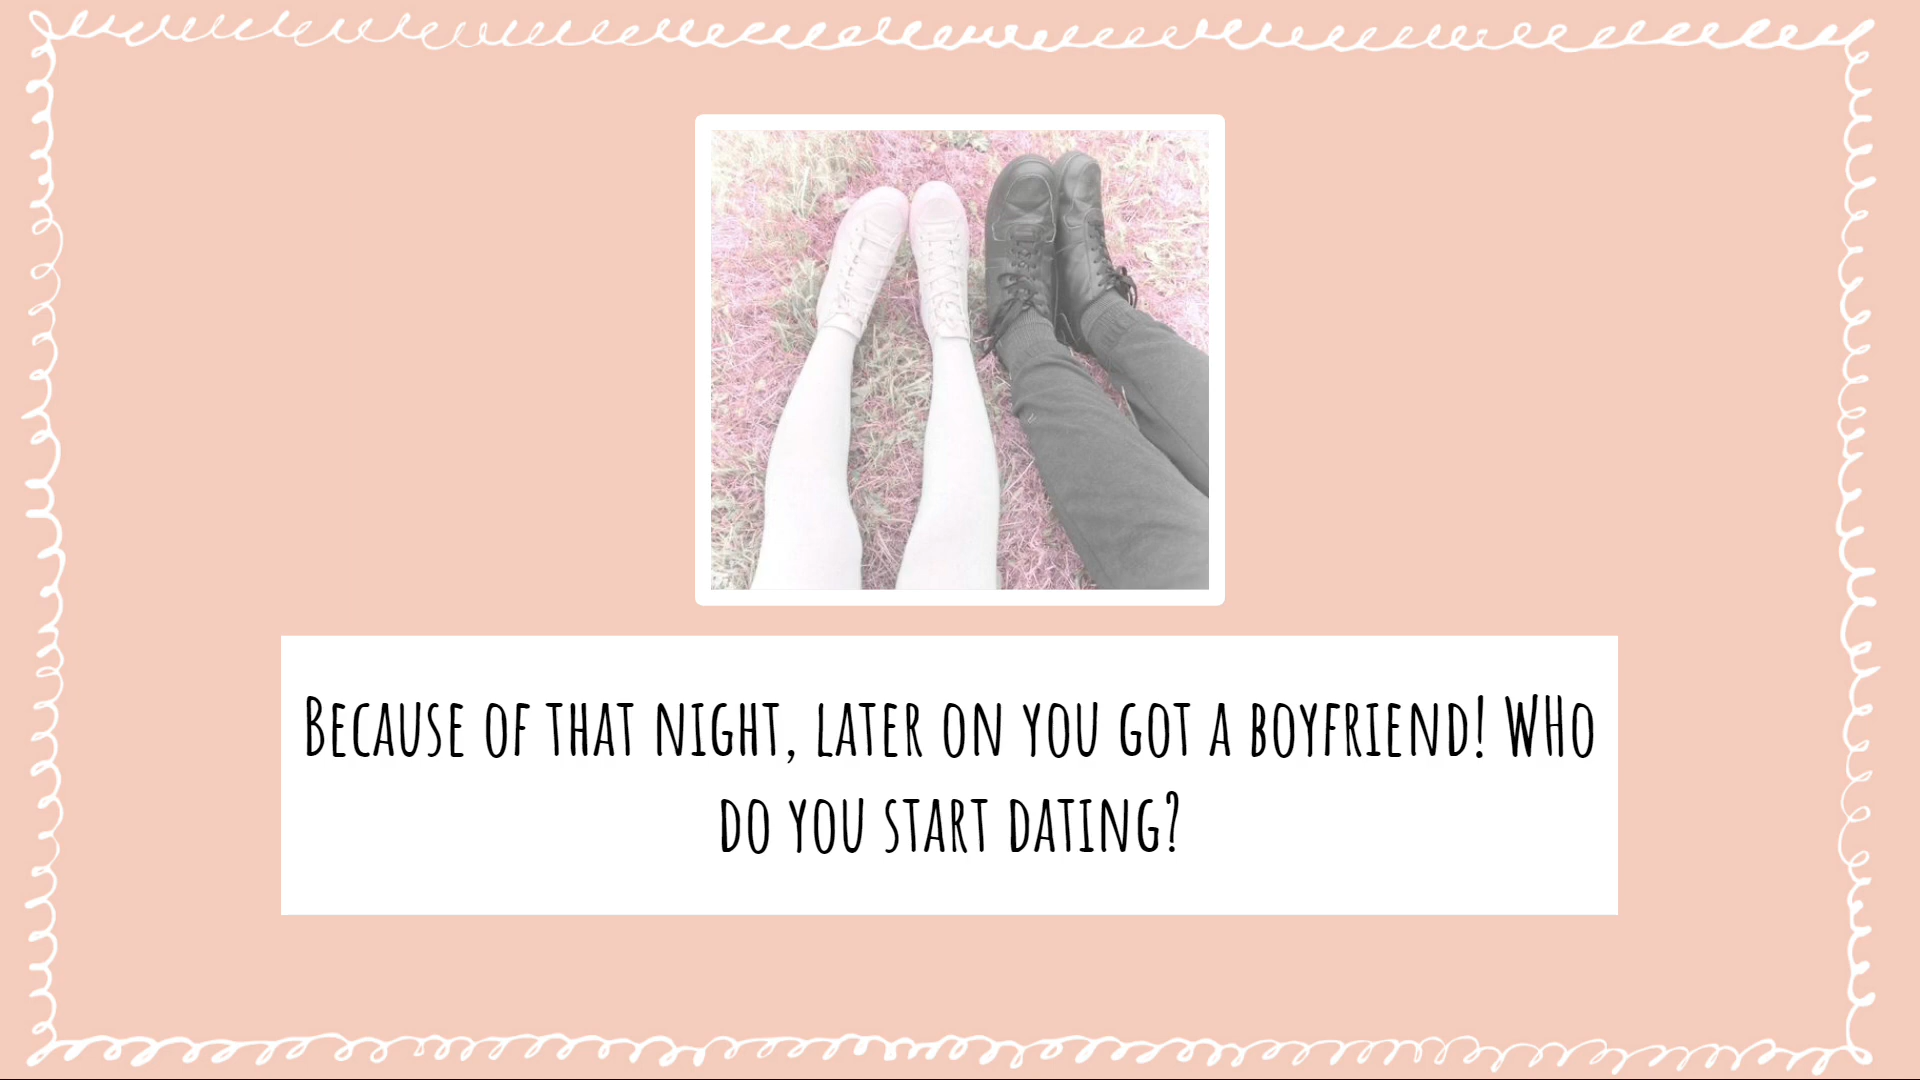 Because of that night, later on you got a boyfriend! WHo
do you start dating?